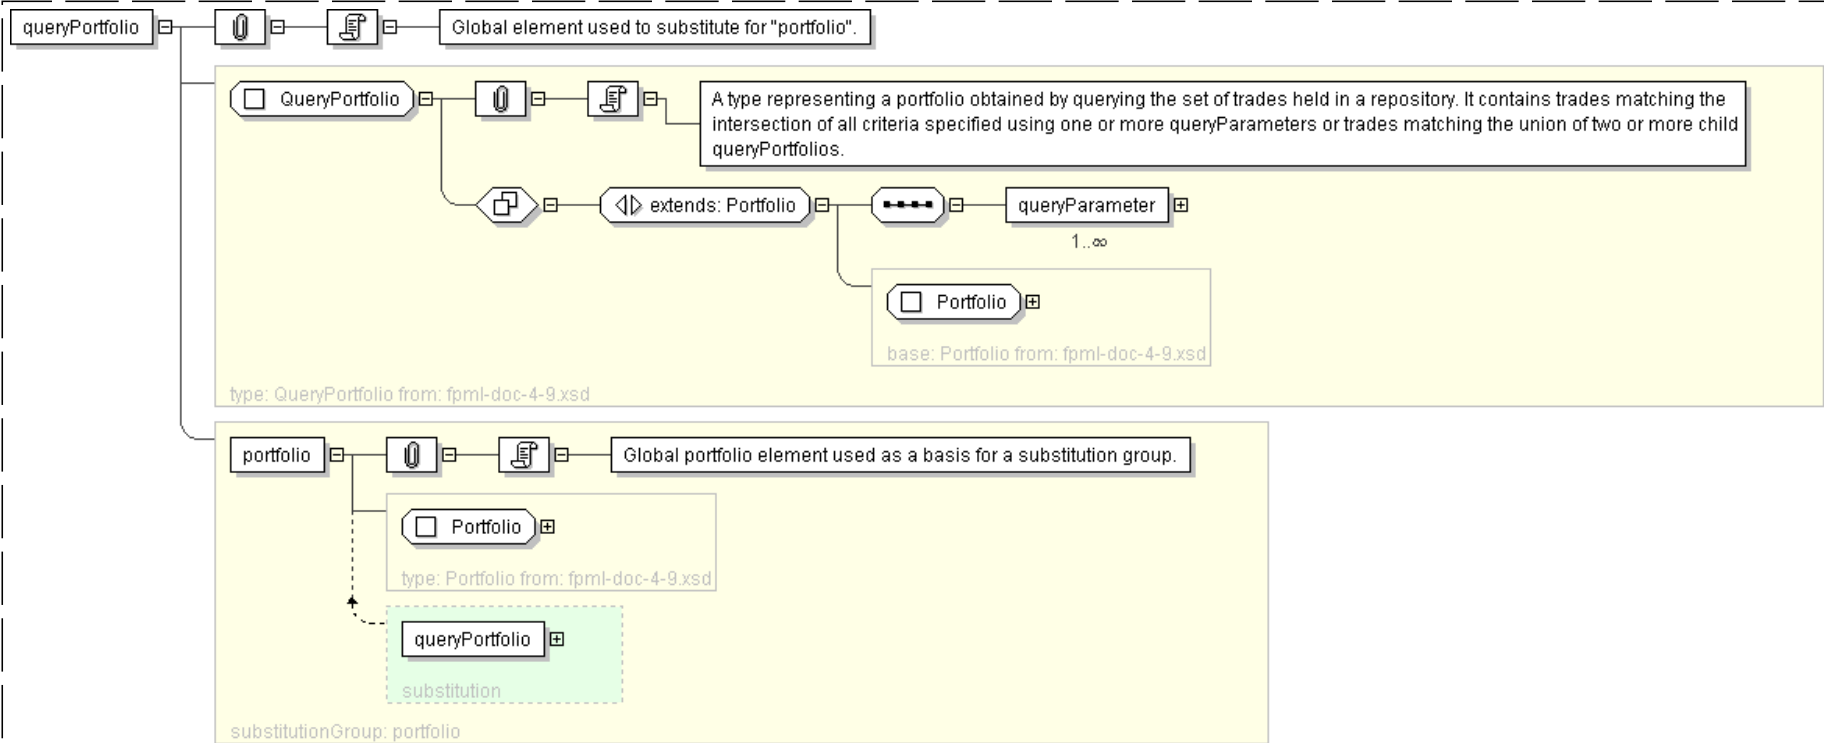 queryPortfolio
Global element used to substitute for "portfolio".
QueryPortfolio
A type representing a portfolio obtained by querying the set of trades held in a repository. It contains trades matching the
intersection of all criteria specified using one or more queryParameters or trades matching the union of two or more child
queryPortfolios.
extends: Portfolio
queryParameter
1..∞
Portfolio
base: Portfolio from: fpml-doc-4-9.xsd
type: QueryPortfolio from: fpml-doc-4-9.xsd
portfolio
Global portfolio element used as a basis for a substitution group.
Portfolio
type: Portfolio from: fpml-doc-4-9.xsd
queryPortfolio
substitution
substitutionGroup: portfolio